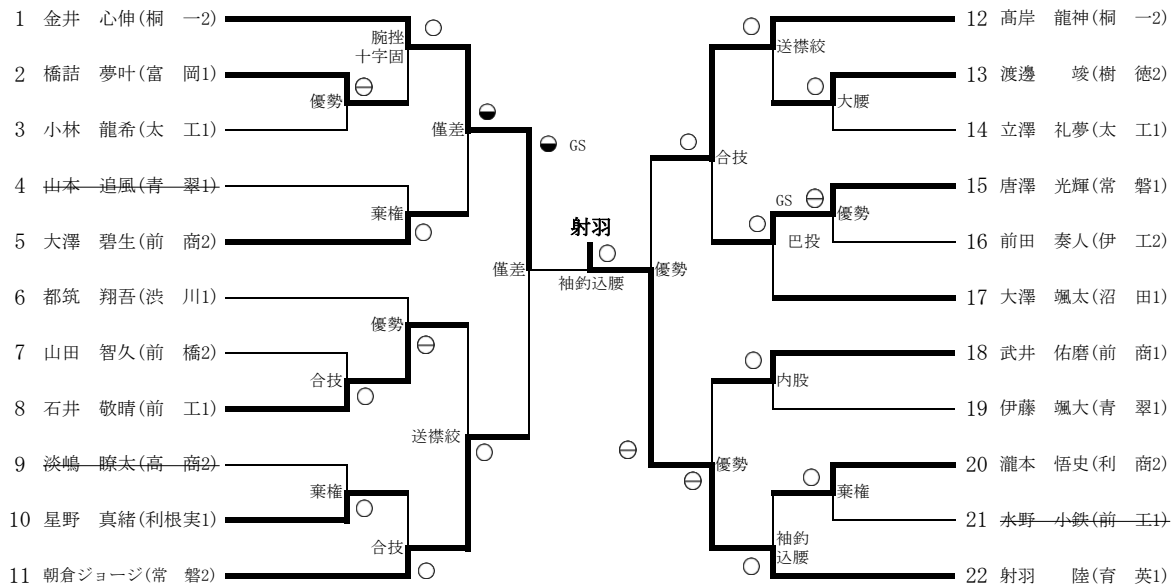 1 金井 心伸(桐 一2)
2 橋詰 夢叶(富 岡1)
3 小林 龍希(太 工1)
4 山本 追風(青 翠1)
5 大澤 碧生(前 商2)
6 都筑 翔吾(渋 川1)
7 山田 智久(前 橋2)
8 石井 敬晴(前 工1)
9 淡嶋 瞭太(高 商2)
10 星野 真緒(利根実1)
11 朝倉ジョージ(常 磐2)
腕挫
十字固
優勢
僅差
棄権
優勢
合技
送襟絞
棄権
合技
僅差
GS
射羽
袖釣込腰
優勢
合技
送襟絞
大腰
GS
優勢
巴投
内股
優勢
棄権
袖釣
込腰
12 髙岸 龍神(桐 一2)
13 渡邊 竣(樹 徳2)
14 立澤 礼夢(太 工1)
15 唐澤 光輝(常 磐1)
16 前田 奏人(伊 工2)
17 大澤 颯太(沼 田1)
18 武井 佑磨(前 商1)
19 伊藤 颯大(青 翠1)
20 瀧本 悟史(利 商2)
21 水野 小鉄(前 工1)
22 射羽 陸(育 英1)